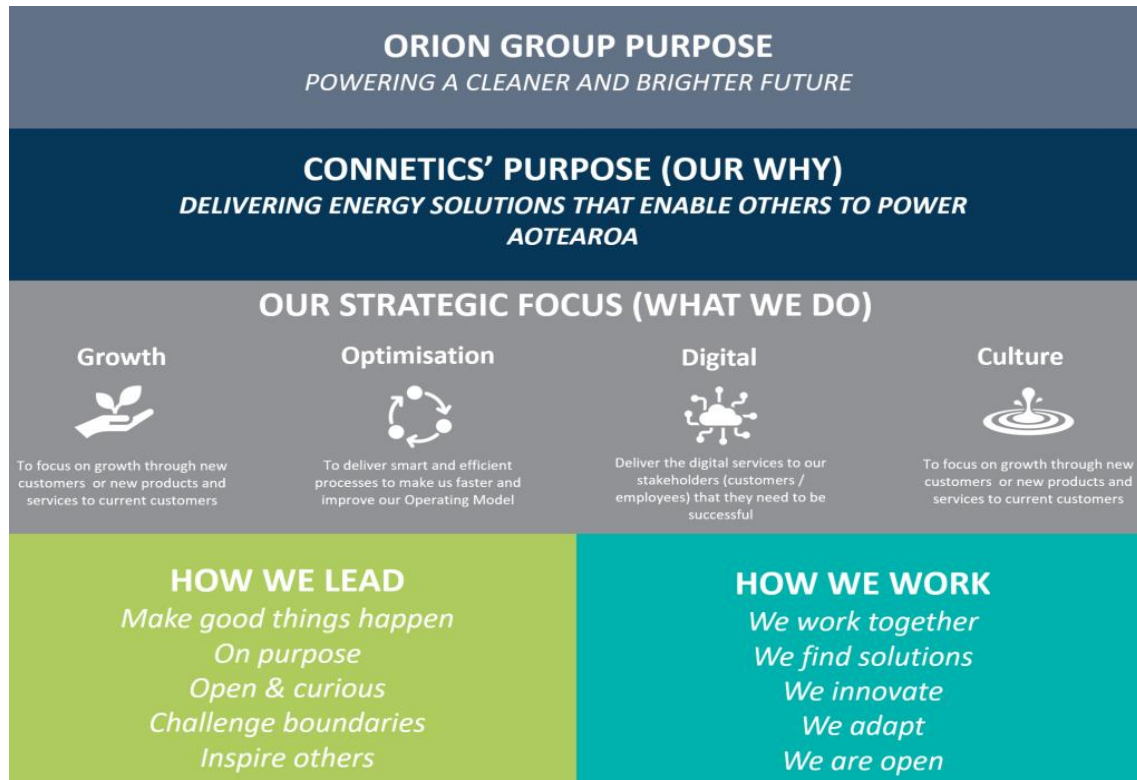 ORION GROUP PURPOSE
POWERING A CLEANER AND BRIGHTER FUTURE
CONNETICS’ PURPOSE (OUR WHY)
DELIVERING ENERGY SOLUTIONS THAT ENABLE OTHERS TO POWER
AOTEAROA
OUR STRATEGIC FOCUS (WHAT WE DO)
Growth
To focus on growth through new
customers or new products and
services to current customers
Optimisation
To deliver smart and efficient
processes to make us faster and
improve our Operating Model
Digital
Deliver the digital services to our
stakeholders (customers /
employees) that they need to be
successful
Culture
To focus on growth through new
customers or new products and
services to current customers
HOW WE LEAD
Make good things happen
On purpose
Open & curious
Challenge boundaries
Inspire others
HOW WE WORK
We work together
We find solutions
We innovate
We adapt
We are open